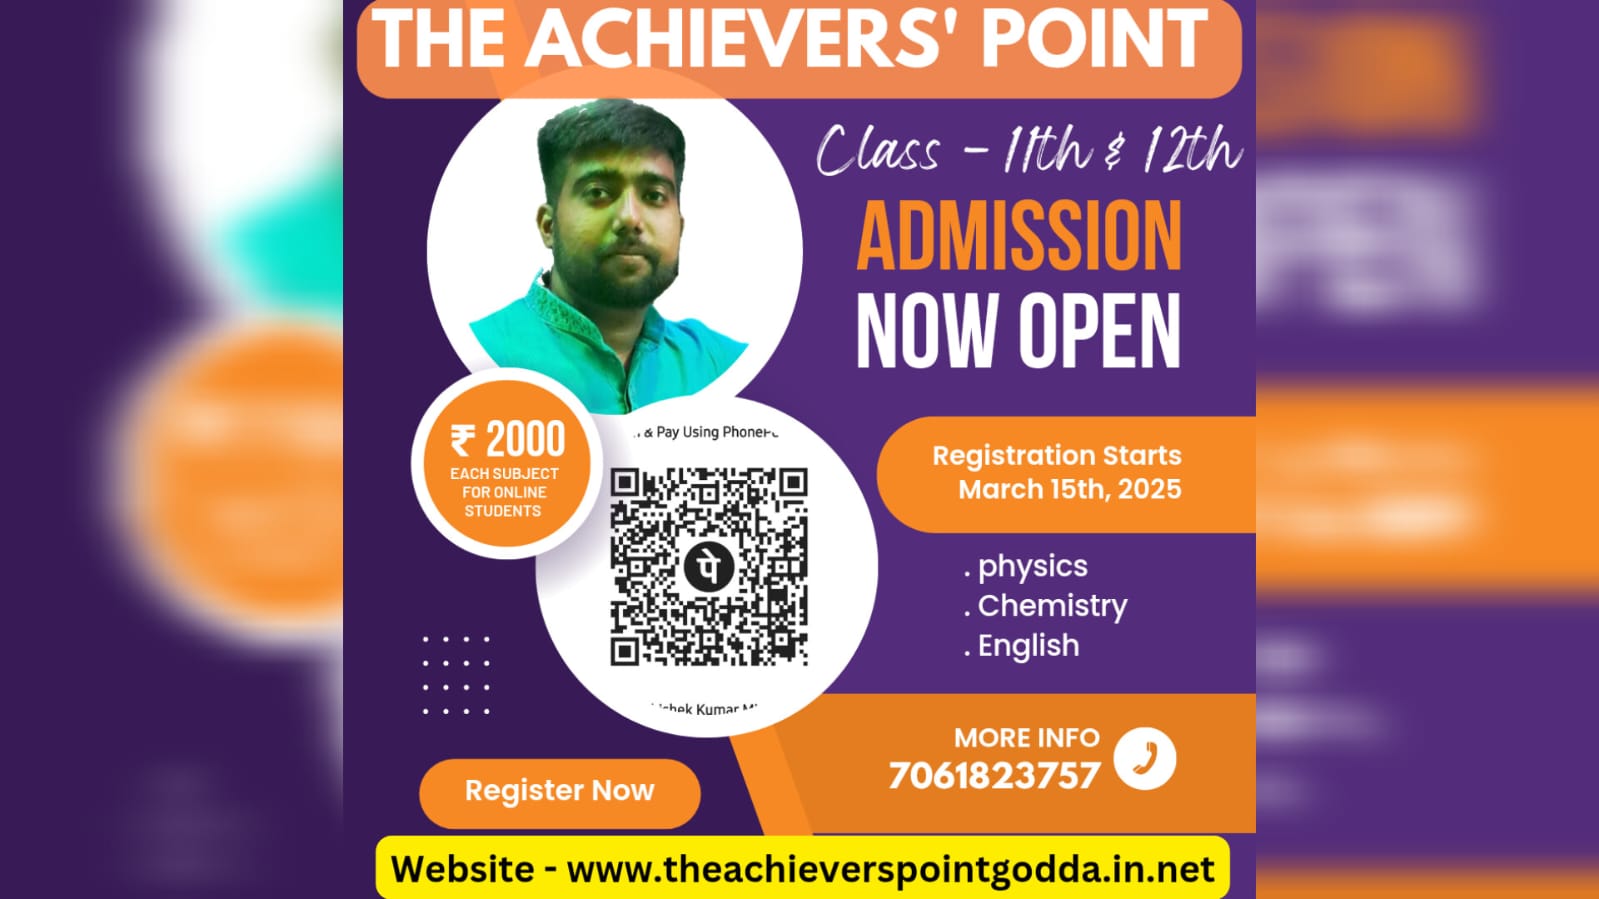 THE ACHIEVERS' POINT
Class - 11th & 12th
ADMISSION
NOW OPEN
₹ 2000
EACH SUBJECT
FOR ONLINE
STUDENTS
& Pay Using
पे
Kumar
Registration Starts
March 15th, 2025
. physics
. Chemistry
. English
MORE INFO
7061823757
Register Now
Website - www.theachieverspointgodda.in.net